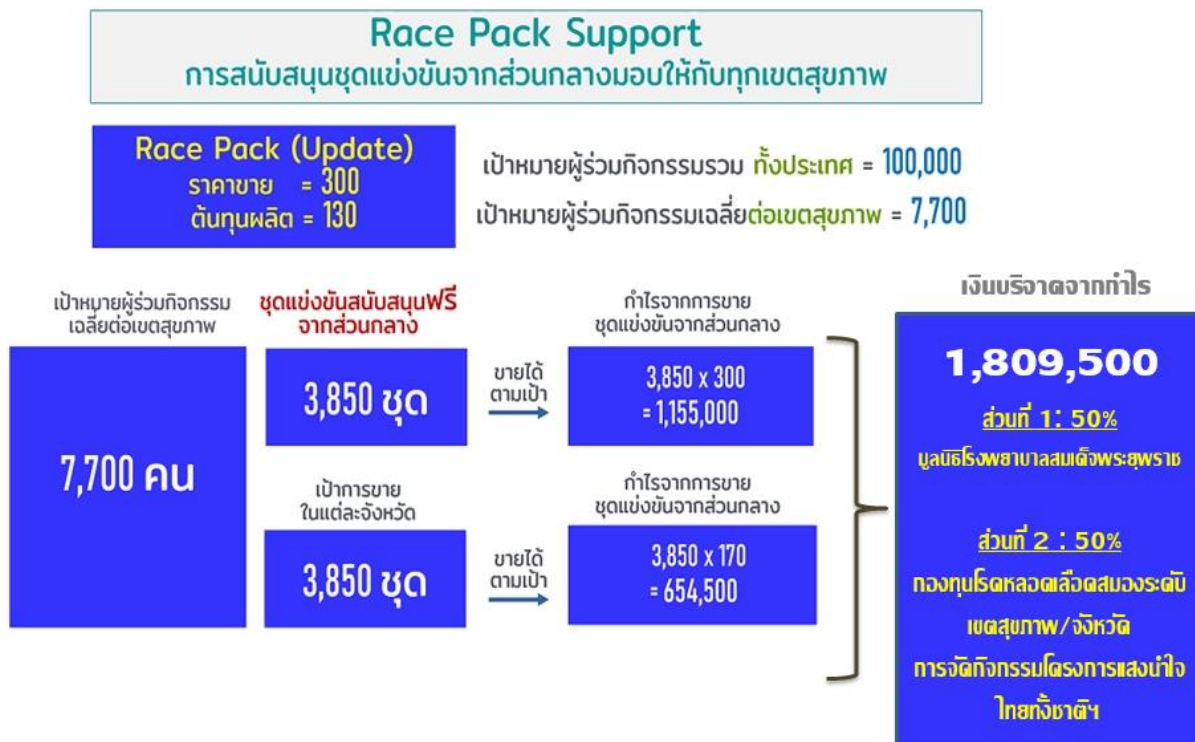 Race Pack Support
การสนับสนุนชุดแข่งขันจากส่วนกลางมอบให้กับทุกเขตสุขภาพ
Race Pack (Update)
ราคาขาย = 300
ต้นทุนผลิต = 130
เป้าหมายผู้ร่วมกิจกรรมรวม ทั้งประเทศ = 100,000
เป้าหมายผู้ร่วมกิจกรรมเฉลี่ยต่อเขตสุขภาพ = 7,700
เป้าหมายผู้ร่วมกิจกรรม
เฉลี่ยต่อเขตสุขภาพ
7,700 คน
ชุดแข่งขันสนับสนุนฟรี
จากส่วนกลาง
3,850 ชุด
ขายได้
ตามเป้า
กำไรจากการขาย
ชุดแข่งขันจากส่วนกลาง
3,850 x 300
= 1,155,000
เป้าการขาย
ในแต่ละจังหวัด
3,850 ชุด
ขายได้
ตามเป้า
กำไรจากการขาย
ชุดแข่งขันจากส่วนกลาง
3,850 x 170
= 654,500
เงินบริจาคจากกำไร
1,809,500
ส่วนที่ 1: 50%
มูลนิธิโรงพยาบาลสมเด็จพระยุพราช
ส่วนที่ 2 : 50%
กองทุนโรคหลอดเลือดสมองระดับ
เขตสุขภาพ/จังหวัด
การจัดกิจกรรมโครงการแสงนำใจ
ไทยทั้งชาติฯ